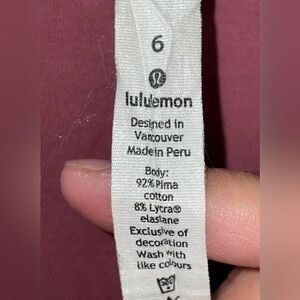 6
lululemon
Designed in
Vancouver
Made in Peru
Body:
92% Pima
cotton
8% Lycra®
elastane
Exclusive of
decoration
Wash with
like colours